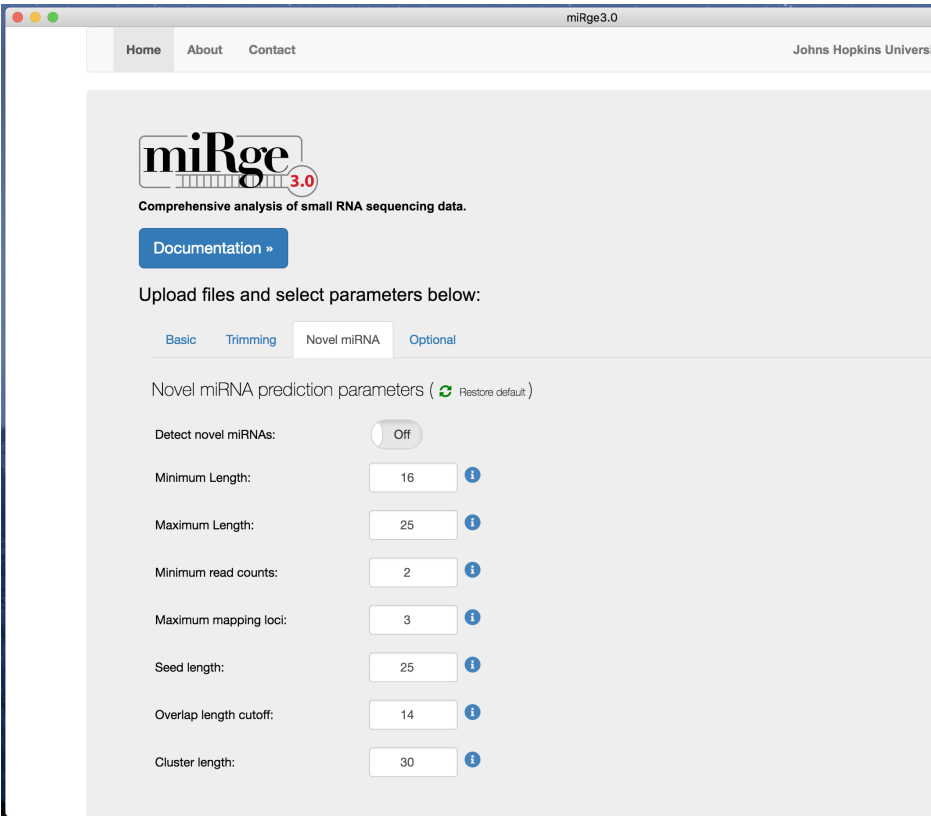 miRge3.0
Home About Contact Johns Hopkins Universi
miRge 3.0
Comprehensive analysis of small RNA sequencing data.
Documentation »
Upload files and select parameters below:
Basic Trimming Novel miRNA Optional
Novel miRNA prediction parameters ( Restore default )
Detect novel miRNAs: Off
Minimum Length: 16
Maximum Length: 25
Minimum read counts: 2
Maximum mapping loci: 3
Seed length: 25
Overlap length cutoff: 14
Cluster length: 30